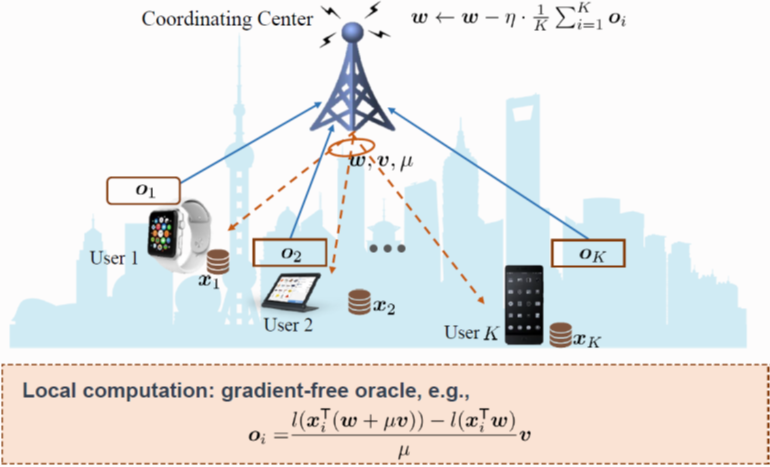 Coordinating Center
w ← w − η · 1/K ∑_{i=1}^{K} o_i
w, v, μ
o_1
User 1
x_1
o_2
User 2
x_2
•••
o_K
User K
x_K
Local computation: gradient-free oracle, e.g.,
o_i = (l(x_i^⊤(w + μv)) − l(x_i^⊤w)) / μ v